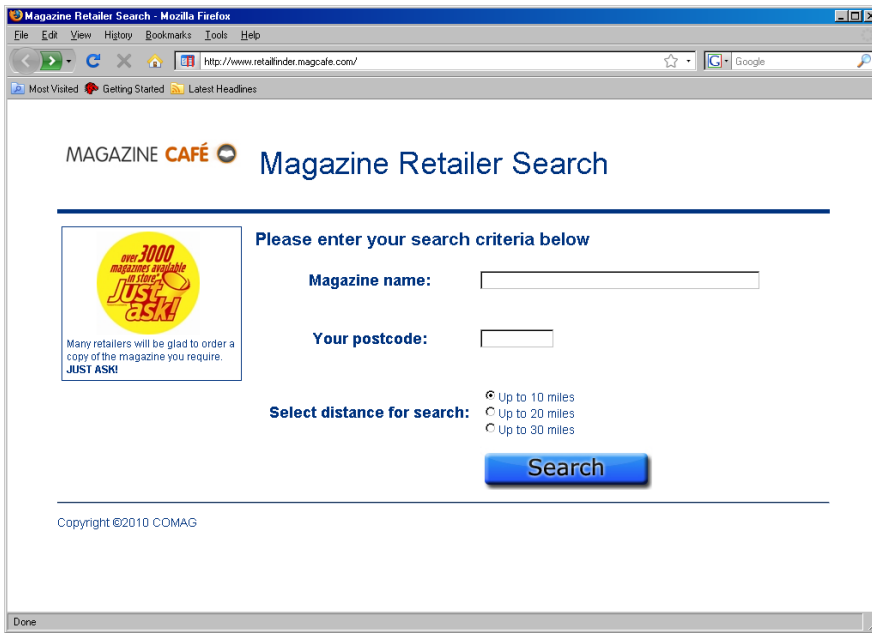 Magazine Retailer Search - Mozilla Firefox
File Edit View History Bookmarks Tools Help
http://www.retailfinder.magcafe.com/
G Google
Most Visited Getting Started Latest Headlines
MAGAZINE CAFÉ
Magazine Retailer Search
over 3000
magazines available
in store*
Just
ask!
Many retailers will be glad to order a
copy of the magazine you require.
JUST ASK!
Please enter your search criteria below
Magazine name:
Your postcode:
Select distance for search:
Up to 10 miles
Up to 20 miles
Up to 30 miles
Search
Copyright ©2010 COMAG
Done